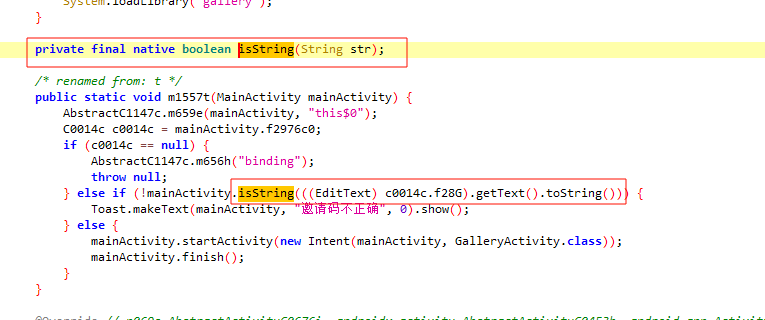 System.loadLibrary("gallery");
}
private final native boolean isString(String str);
/* renamed from: t */
public static void m1557t(MainActivity mainActivity) {
AbstractC1147c.m659e(mainActivity, "this$0");
C0014c c0014c = mainActivity.f2976c0;
if (c0014c == null) {
AbstractC1147c.m656h("binding");
throw null;
} else if (!mainActivity.isString(((EditText) c0014c.f28G).getText().toString())) {
Toast.makeText(mainActivity, "邀请码不正确", 0).show();
} else {
mainActivity.startActivity(new Intent(mainActivity, GalleryActivity.class));
mainActivity.finish();
}
}